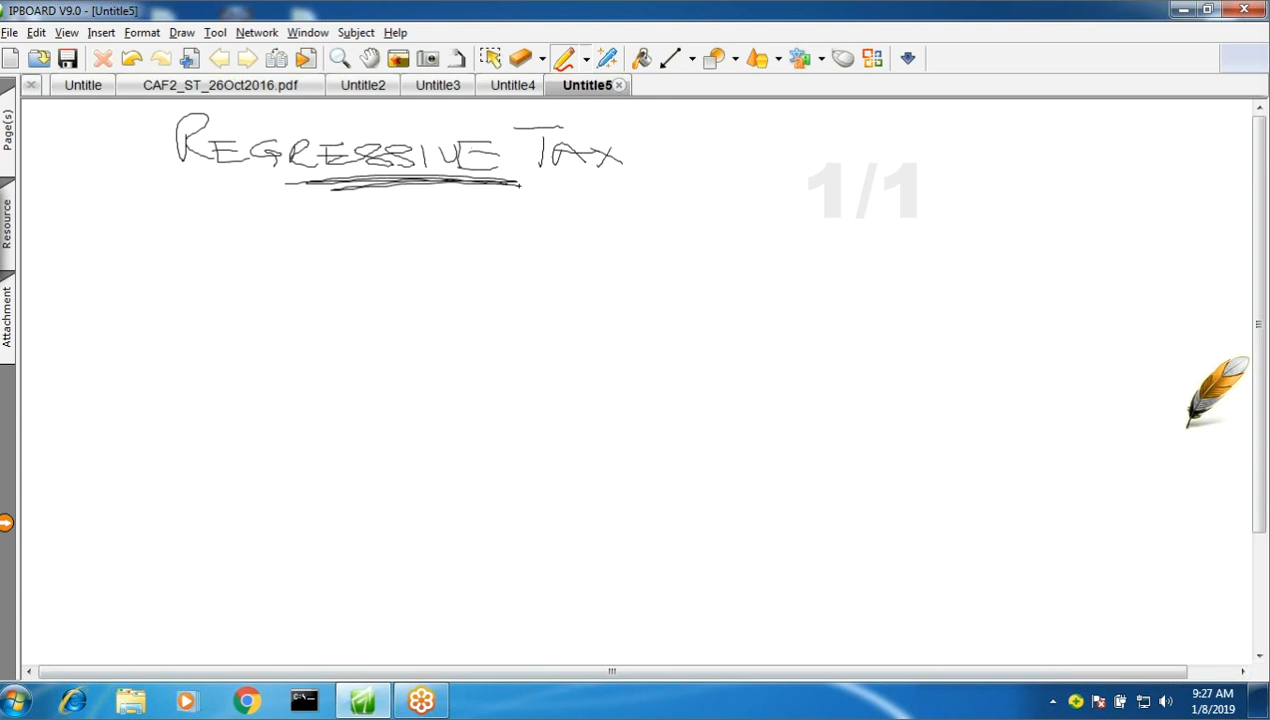 IPBOARD V9.0 - [Untitle5]
File Edit View Insert Format Draw Tool Network Window Subject Help
Untitle CAF2_ST_26Oct2016.pdf Untitle2 Untitle3 Untitle4 Untitle5
Page(s)
Resource
Attachment
REGRESSIVE TAX
1/1
9:27 AM
1/8/2019